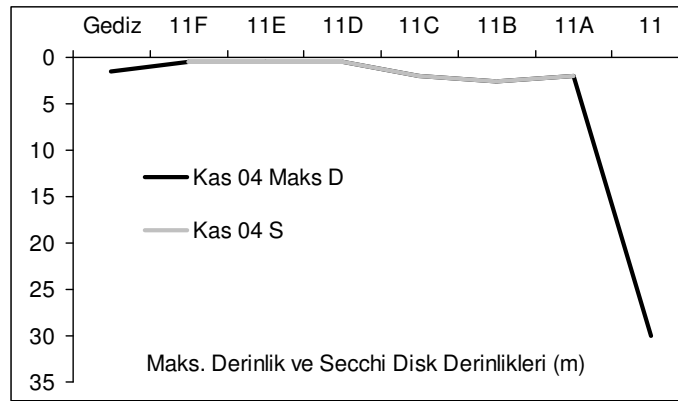 Gediz 11F 11E 11D 11C 11B 11A 11
0
5
10
15
20
25
30
35
Kas 04 Maks D
Kas 04 S
Maks. Derinlik ve Secchi Disk Derinlikleri (m)